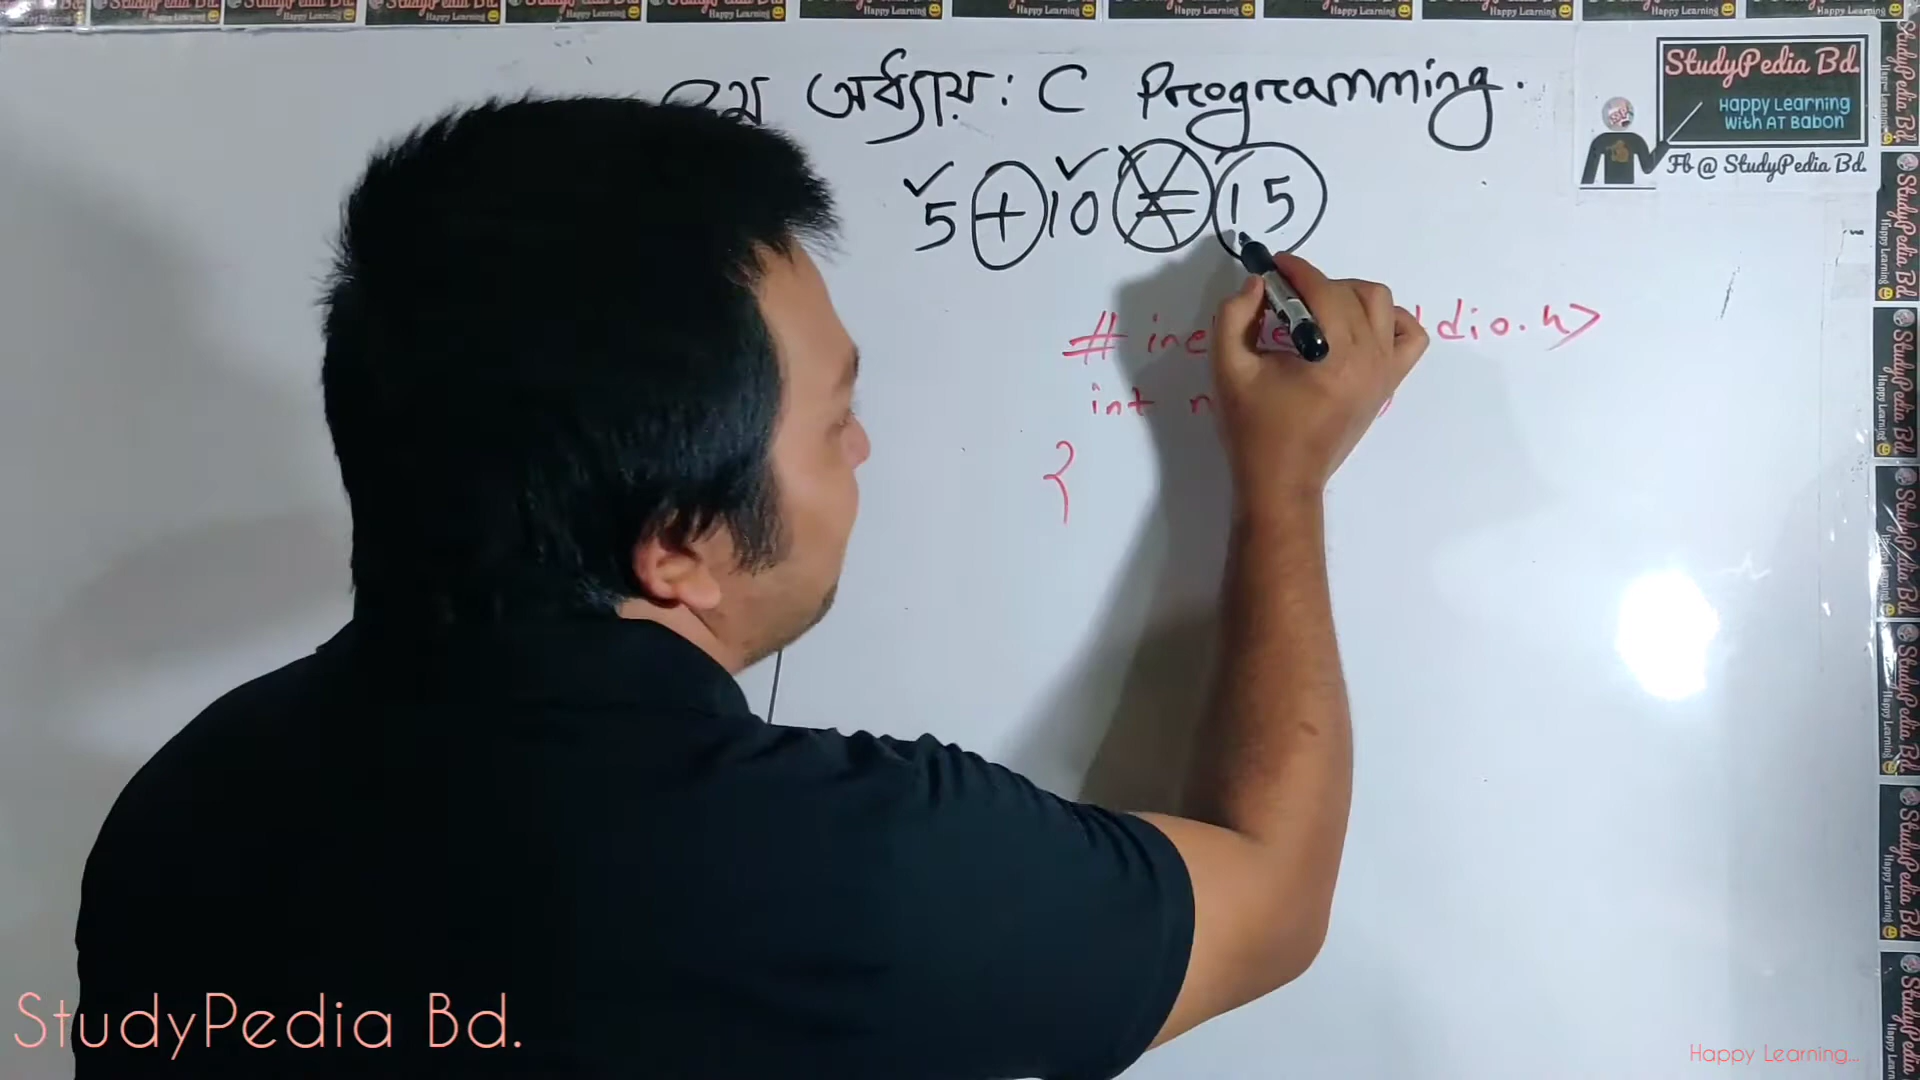 অধ্যায়: C Programming.
5 + 10 = 15
# include <stdio.h>
int
{
StudyPedia Bd.
Happy Learning
With AT Babon
Fb @ StudyPedia Bd.
StudyPedia Bd.
Happy Learning...